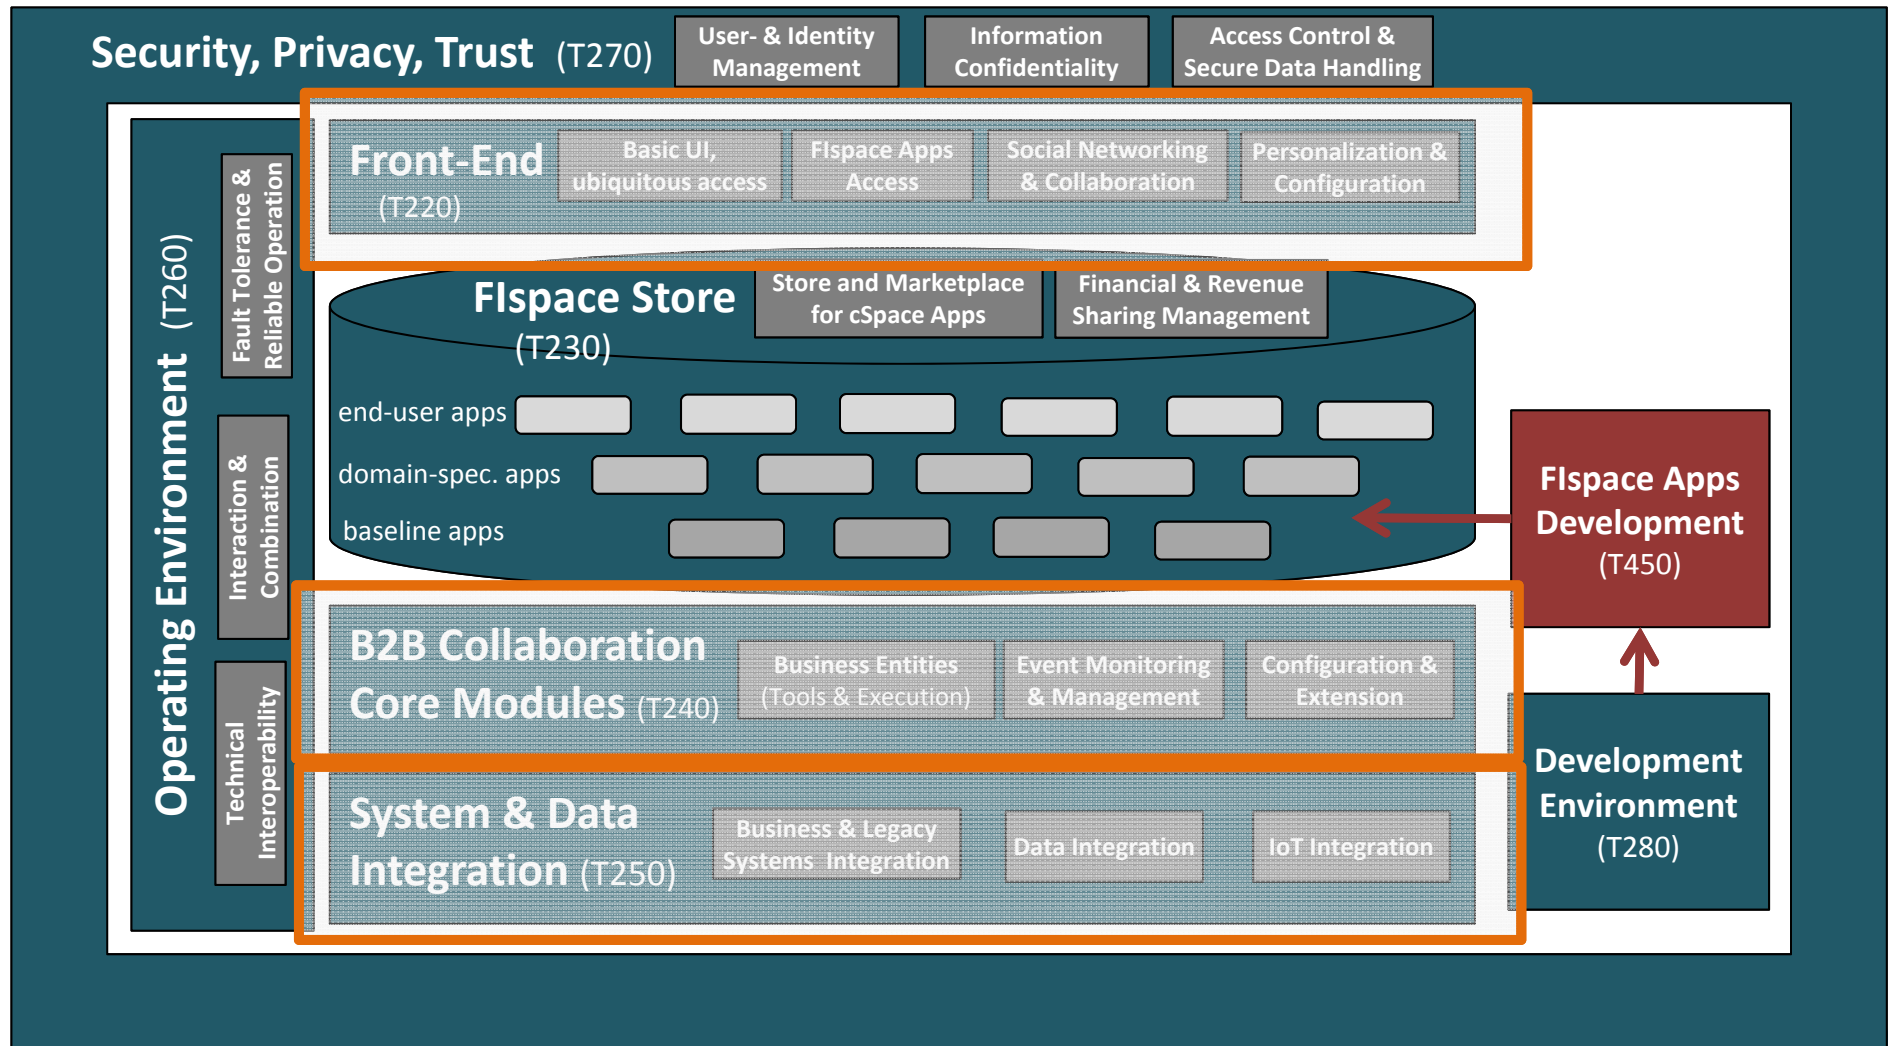 Security, Privacy, Trust (T270)
User- & Identity
Management
Information
Confidentiality
Access Control &
Secure Data Handling
Operating Environment (T260)
Fault Tolerance &
Reliable Operation
Interaction &
Combination
Technical
Interoperability
Front-End
(T220)
Basic UI,
ubiquitous access
FIspace Apps
Access
Social Networking
& Collaboration
Personalization &
Configuration
FIspace Store
(T230)
Store and Marketplace
for cSpace Apps
Financial & Revenue
Sharing Management
end-user apps
domain-spec. apps
baseline apps
FIspace Apps
Development
(T450)
B2B Collaboration
Core Modules (T240)
Business Entities
(Tools & Execution)
Event Monitoring
& Management
Configuration &
Extension
System & Data
Integration (T250)
Business & Legacy
Systems Integration
Data Integration
IoT Integration
Development
Environment
(T280)